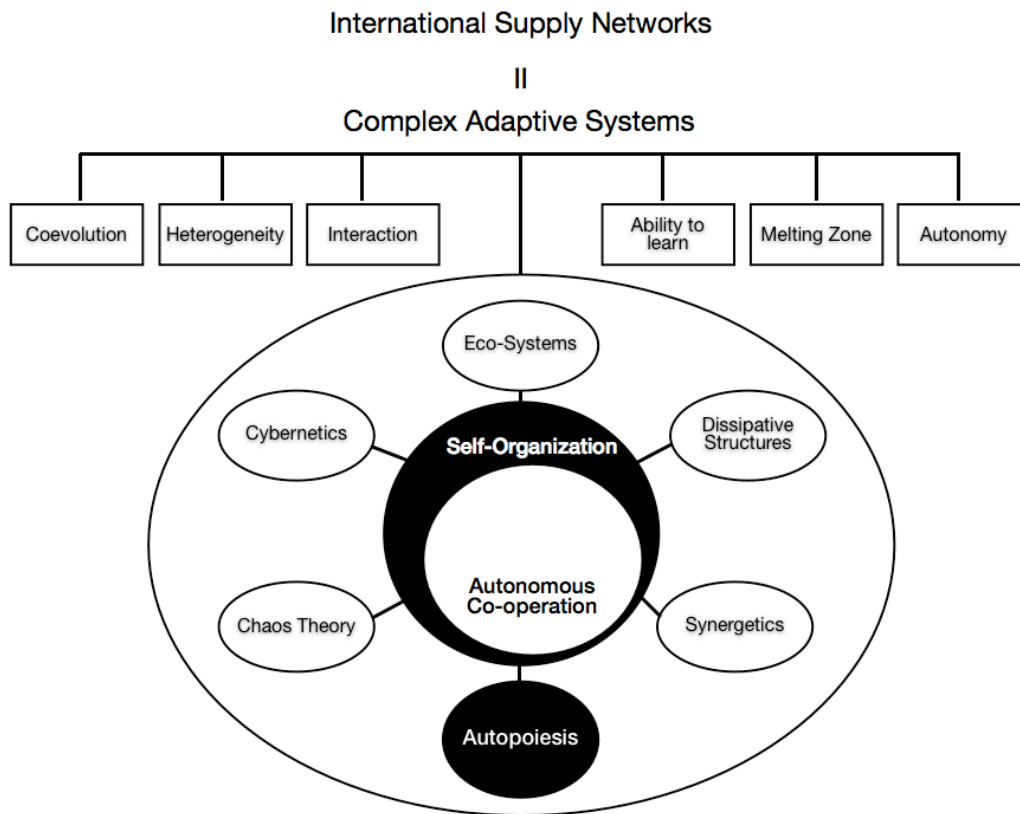 International Supply Networks
II
Complex Adaptive Systems
Coevolution
Heterogeneity
Interaction
Ability to
learn
Melting Zone
Autonomy
Eco-Systems
Cybernetics
Self-Organization
Dissipative
Structures
Autonomous
Co-operation
Chaos Theory
Synergetics
Autopoiesis